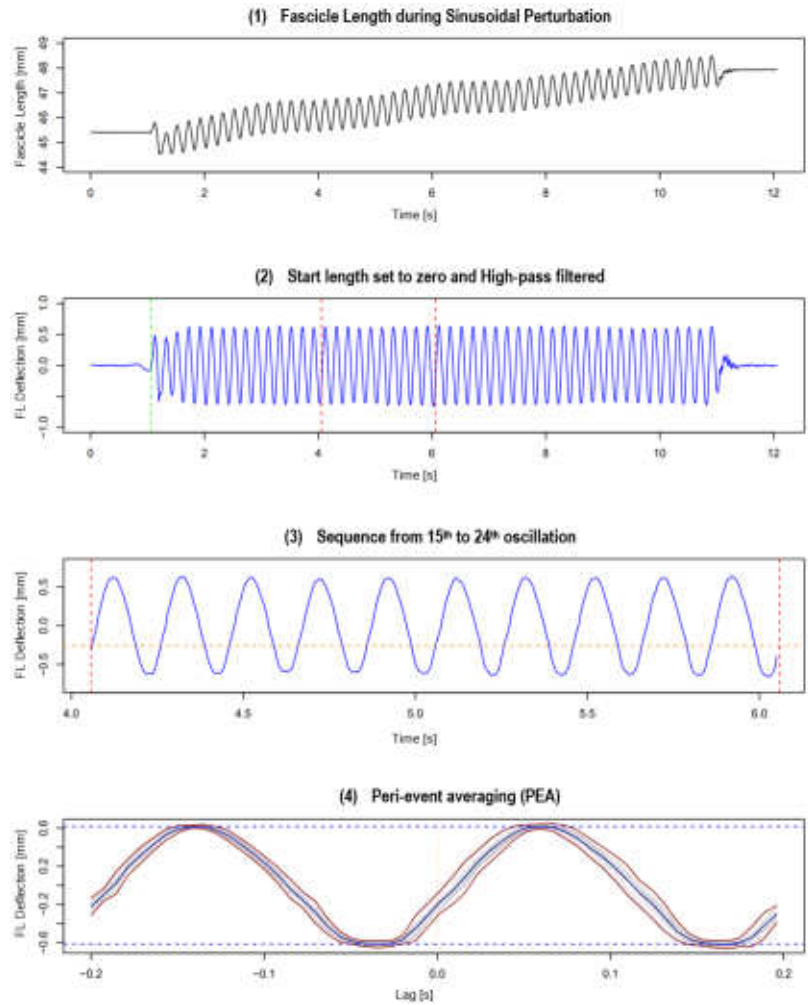 (1) Fascicle Length during Sinusoidal Perturbation
Fascicle Length [mm]
49
48
47
46
45
44
0 2 4 6 8 10 12
Time [s]
(2) Start length set to zero and High-pass filtered
FL Deflection [mm]
1.0
0.5
0.0
−1.0
0 2 4 6 8 10 12
Time [s]
(3) Sequence from 15th to 24th oscillation
FL Deflection [mm]
0.5
0.0
−0.5
4.0 4.5 5.0 5.5 6.0
Time [s]
(4) Peri-event averaging (PEA)
FL Deflection [mm]
0.6
0.2
−0.2
−0.6
−0.2 −0.1 0.0 0.1 0.2
Lag [s]